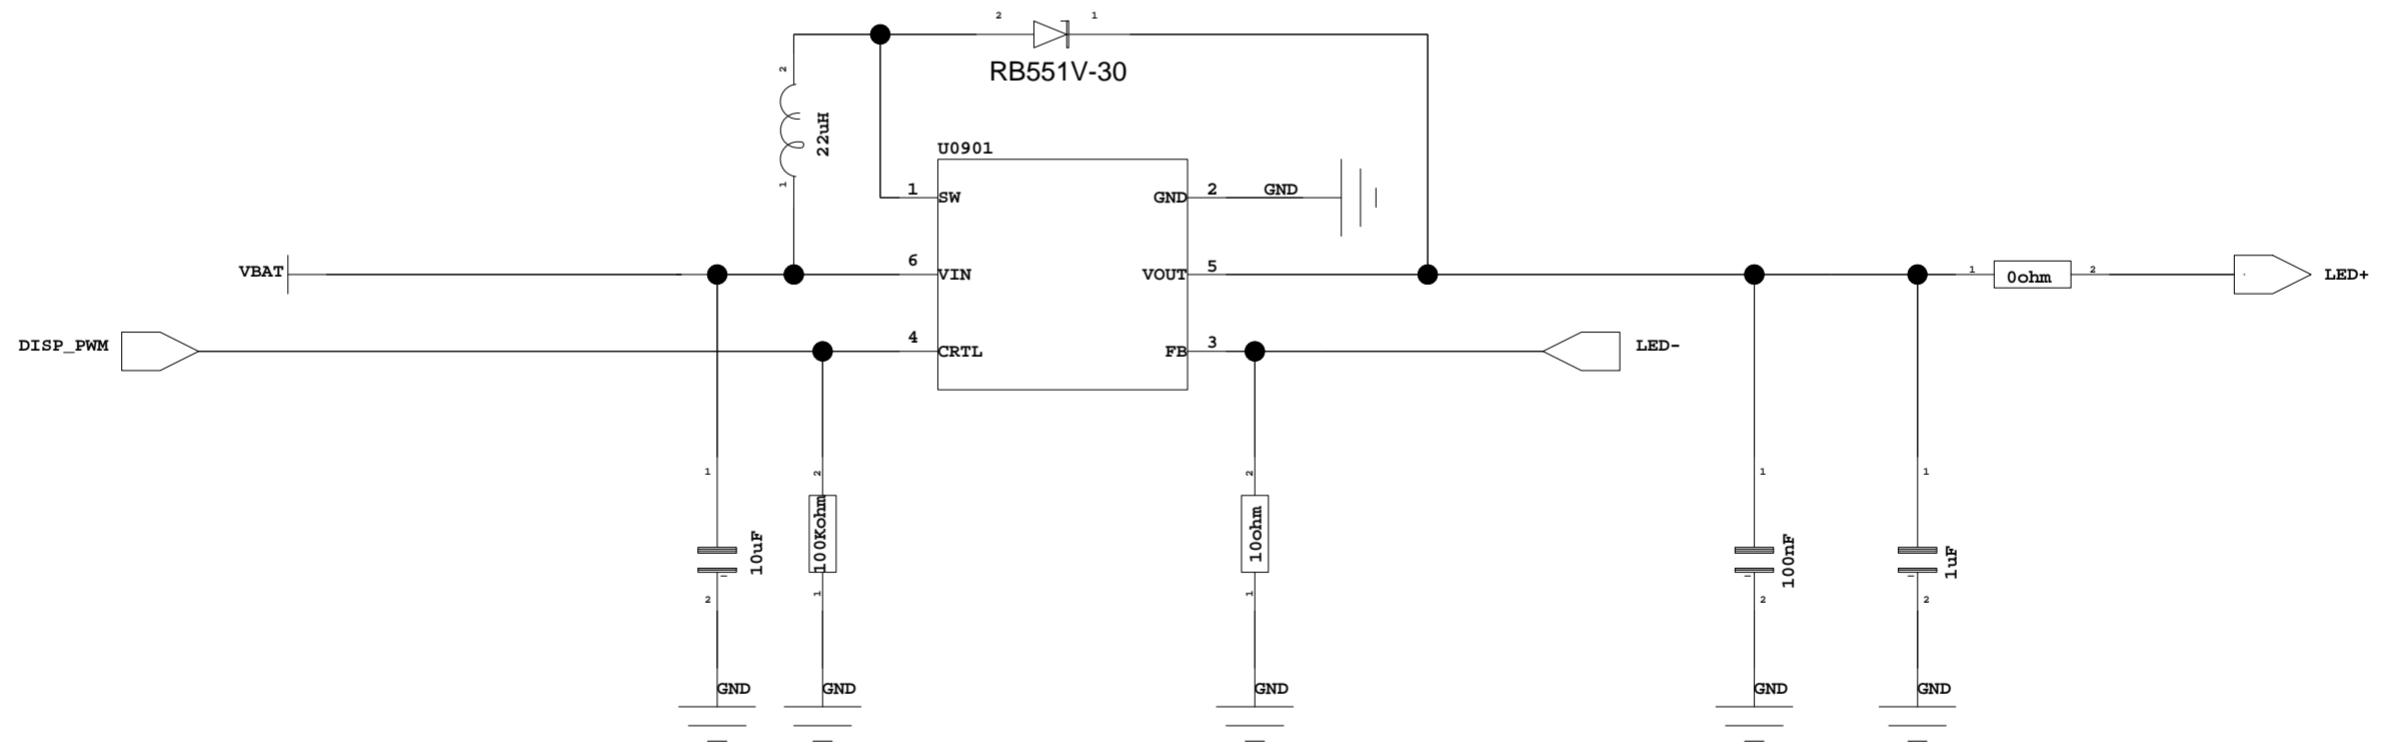 2 1
RB551V-30
2
22uH
1
U0901
1 SW
GND 2 GND
VBAT
6 VIN
VOUT 5
1 0ohm 2
LED+
DISP_PWM
4 CRTL
FB 3
LED-
1 10uF 2 GND
2 100Kohm 1 GND
2 10ohm 1 GND
1 100nF 2 GND
1 1uF 2 GND